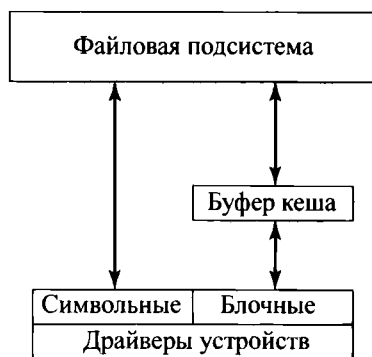 Файловая подсистема
Буфер кеша
Символьные Блочные
Драйверы устройств